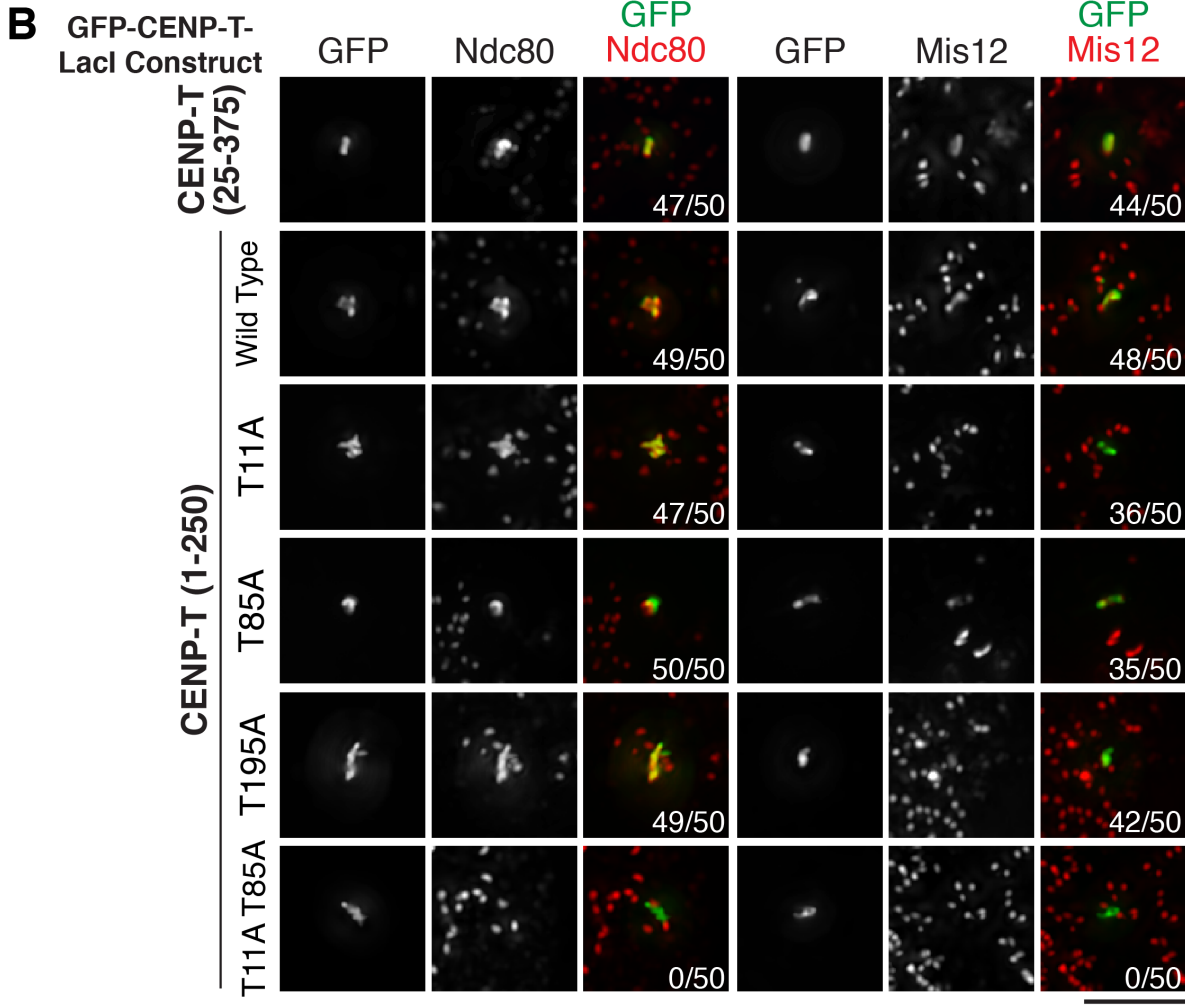 B
GFP-CENP-T-
LacI Construct
GFP
Ndc80
GFP
Ndc80
GFP
Mis12
GFP
Mis12
CENP-T
(25-375)
47/50
44/50
CENP-T (1-250)
Wild Type
49/50
48/50
T11A
47/50
36/50
T85A
50/50
35/50
T195A
49/50
42/50
T11A T85A
0/50
0/50